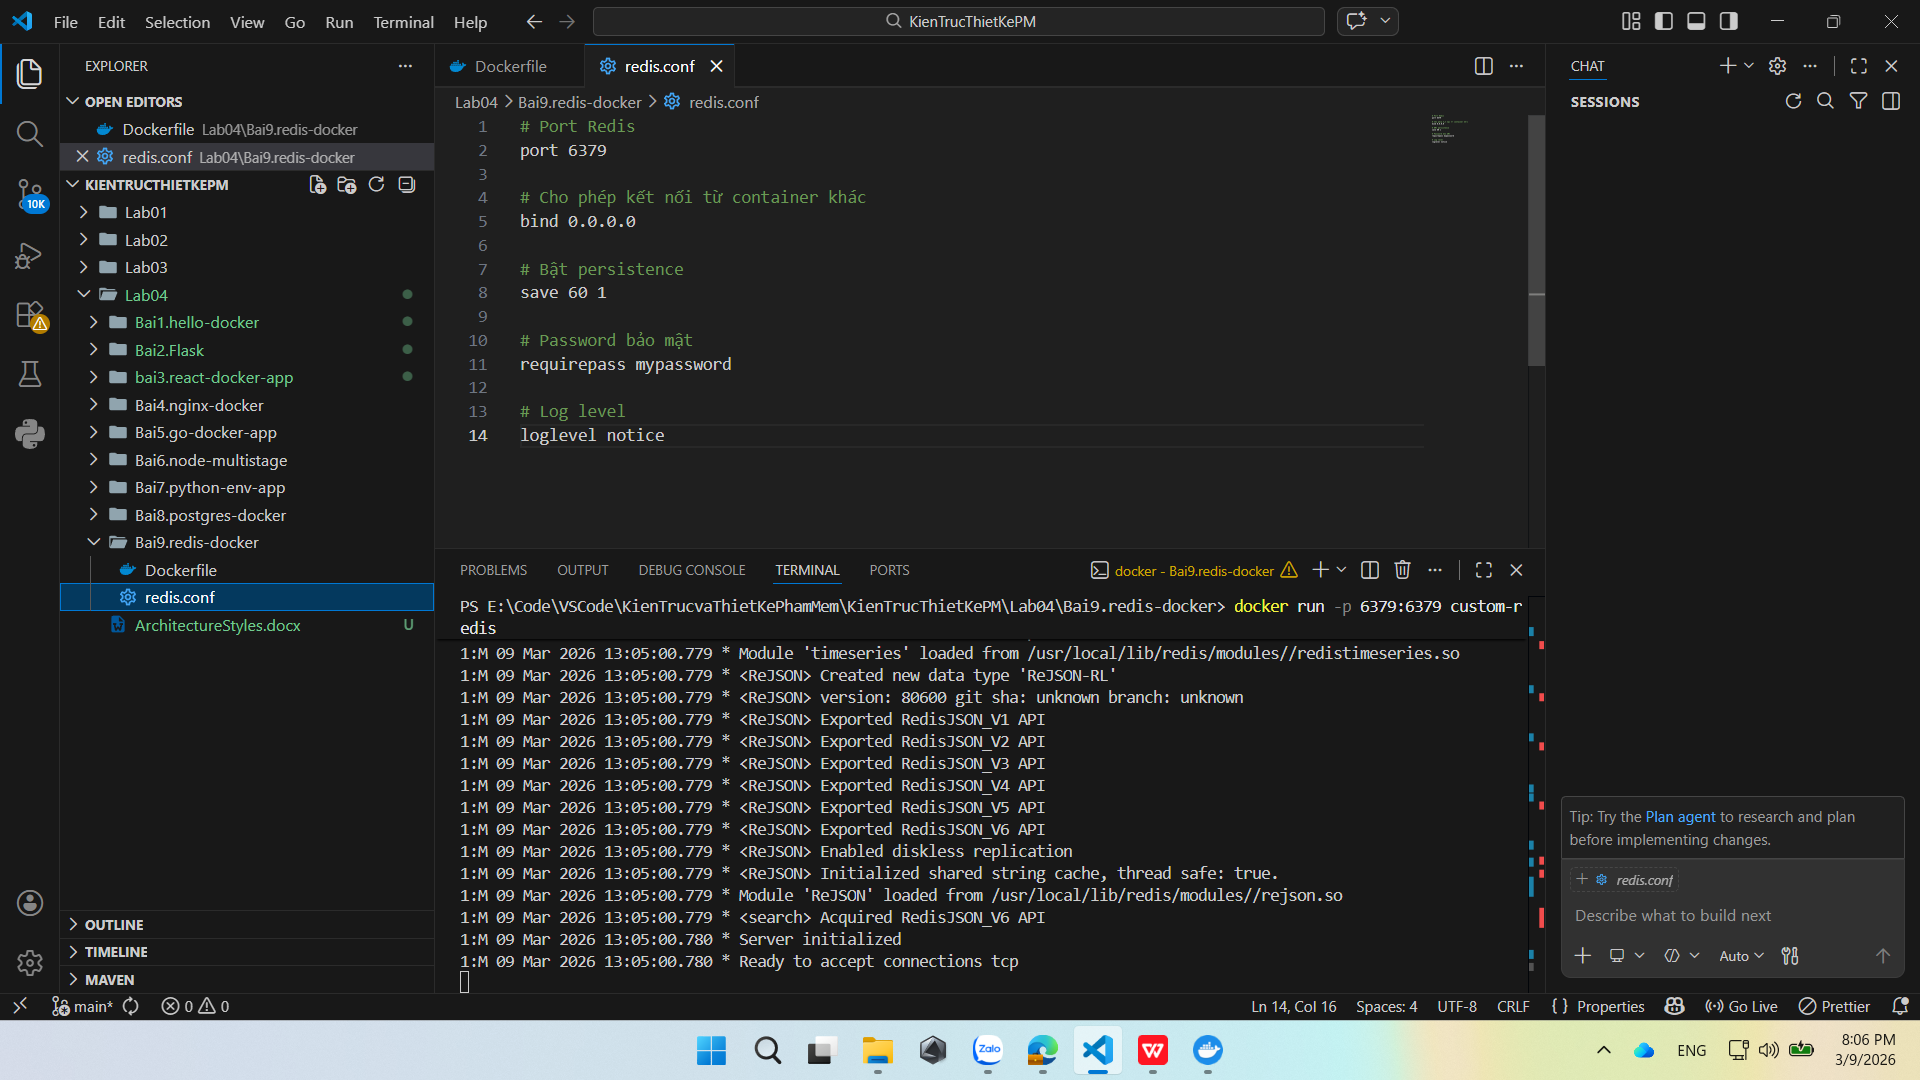 File Edit Selection View Go Run Terminal Help
KienTrucThietKePM
EXPLORER
OPEN EDITORS
Dockerfile Lab04\Bai9.redis-docker
redis.conf Lab04\Bai9.redis-docker
KIENTRUCTHIETKEPM
Lab01
Lab02
Lab03
Lab04
Bai1.hello-docker
Bai2.Flask
bai3.react-docker-app
Bai4.nginx-docker
Bai5.go-docker-app
Bai6.node-multistage
Bai7.python-env-app
Bai8.postgres-docker
Bai9.redis-docker
Dockerfile
redis.conf
ArchitectureStyles.docx U
OUTLINE
TIMELINE
MAVEN
10K
Dockerfile
redis.conf
Lab04 > Bai9.redis-docker > redis.conf
1 # Port Redis
2 port 6379
3
4 # Cho phép kết nối từ container khác
5 bind 0.0.0.0
6
7 # Bật persistence
8 save 60 1
9
10 # Password bảo mật
11 requirepass mypassword
12
13 # Log level
14 loglevel notice
PROBLEMS OUTPUT DEBUG CONSOLE TERMINAL PORTS
docker - Bai9.redis-docker
PS E:\Code\VSCode\KienTrucvaThietKePhamMem\KienTrucThietKePM\Lab04\Bai9.redis-docker> docker run -p 6379:6379 custom-r
edis
1:M 09 Mar 2026 13:05:00.779 * Module 'timeseries' loaded from /usr/local/lib/redis/modules//redistimeseries.so
1:M 09 Mar 2026 13:05:00.779 * <ReJSON> Created new data type 'ReJSON-RL'
1:M 09 Mar 2026 13:05:00.779 * <ReJSON> version: 80600 git sha: unknown branch: unknown
1:M 09 Mar 2026 13:05:00.779 * <ReJSON> Exported RedisJSON_V1 API
1:M 09 Mar 2026 13:05:00.779 * <ReJSON> Exported RedisJSON_V2 API
1:M 09 Mar 2026 13:05:00.779 * <ReJSON> Exported RedisJSON_V3 API
1:M 09 Mar 2026 13:05:00.779 * <ReJSON> Exported RedisJSON_V4 API
1:M 09 Mar 2026 13:05:00.779 * <ReJSON> Exported RedisJSON_V5 API
1:M 09 Mar 2026 13:05:00.779 * <ReJSON> Exported RedisJSON_V6 API
1:M 09 Mar 2026 13:05:00.779 * <ReJSON> Enabled diskless replication
1:M 09 Mar 2026 13:05:00.779 * <ReJSON> Initialized shared string cache, thread safe: true.
1:M 09 Mar 2026 13:05:00.779 * Module 'ReJSON' loaded from /usr/local/lib/redis/modules//rejson.so
1:M 09 Mar 2026 13:05:00.779 * <search> Acquired RedisJSON_V6 API
1:M 09 Mar 2026 13:05:00.780 * Server initialized
1:M 09 Mar 2026 13:05:00.780 * Ready to accept connections tcp
CHAT
SESSIONS
Tip: Try the Plan agent to research and plan
before implementing changes.
redis.conf
Describe what to build next
Auto
main* 0 0
Ln 14, Col 16 Spaces: 4 UTF-8 CRLF {} Properties Go Live Prettier
Zalo
ENG
8:06 PM
3/9/2026